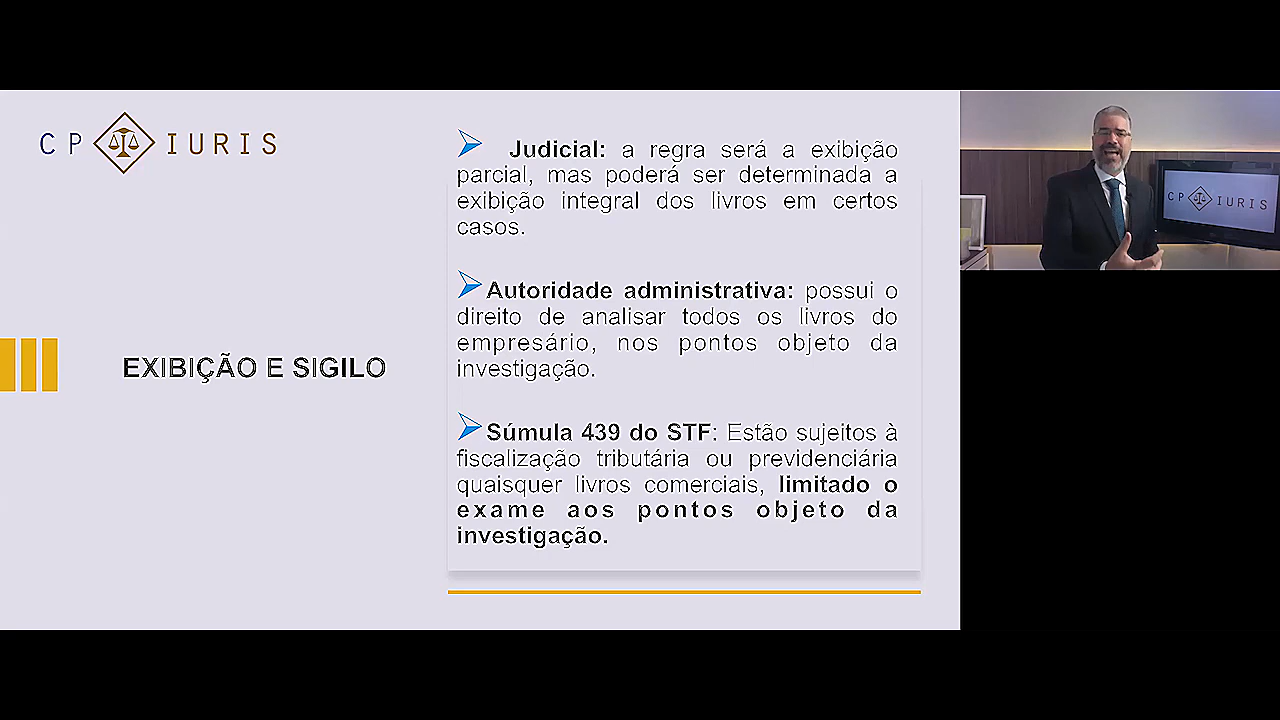 CP IURIS
Judicial: a regra será a exibição
parcial, mas poderá ser determinada a
exibição integral dos livros em certos
casos.
Autoridade administrativa: possui o
direito de analisar todos os livros do
empresário, nos pontos objeto da
investigação.
EXIBIÇÃO E SIGILO
Súmula 439 do STF: Estão sujeitos à
fiscalização tributária ou previdenciária
quaisquer livros comerciais, limitado o
exame aos pontos objeto da
investigação.
CP IURIS